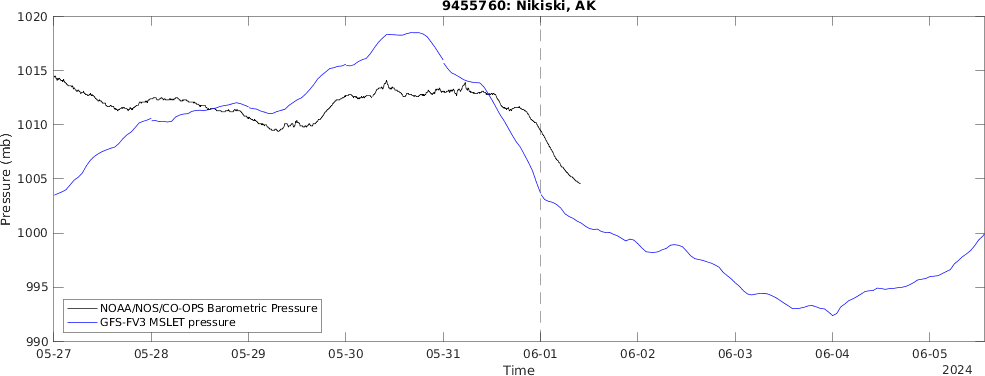 9455760: Nikiski, AK
1020
1015
1010
1005
1000
995
990
Pressure (mb)
NOAA/NOS/CO-OPS Barometric Pressure
GFS-FV3 MSLET pressure
05-27 05-28 05-29 05-30 05-31 06-01 06-02 06-03 06-04 06-05
Time
2024